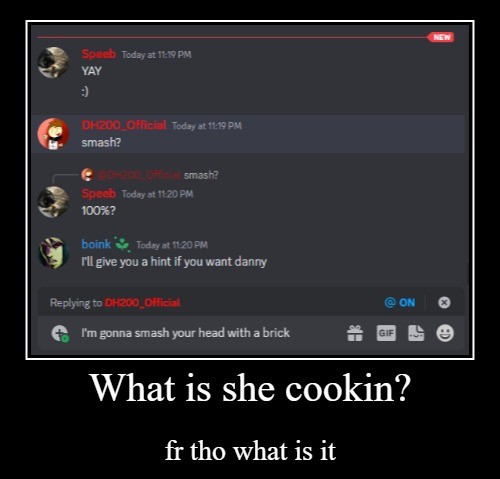 NEW
Speeb Today at 11:19 PM
YAY
:)
DH200_Official Today at 11:19 PM
smash?
@DH200_Official smash?
Speeb Today at 11:20 PM
100%?
boink Today at 11:20 PM
I'll give you a hint if you want danny
Replying to DH200_Official @ ON
I'm gonna smash your head with a brick GIF
What is she cookin?
fr tho what is it